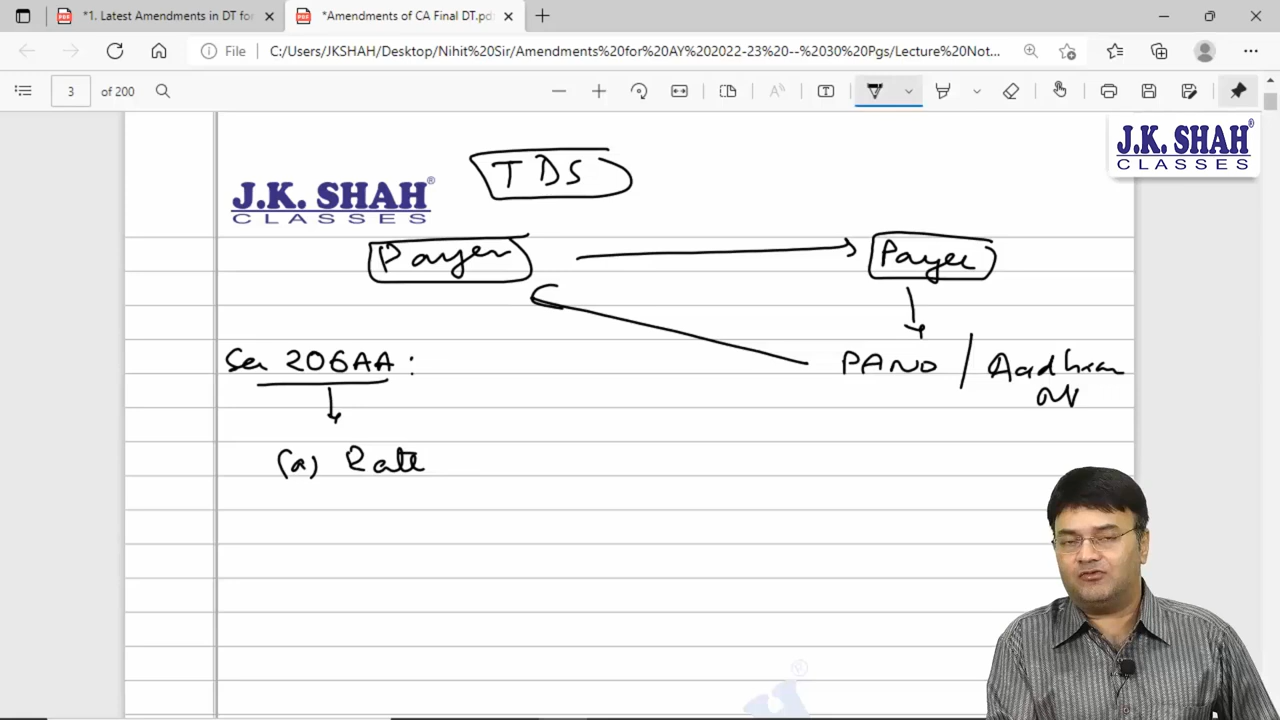 *1. Latest Amendments in DT for
*Amendments of CA Final DT.pd
File
C:/Users/JKSHAH/Desktop/Nihit%20Sir/Amendments%20for%20AY%202022-23%20--%2030%20Pgs/Lecture%20Not...
3 of 200
J.K. SHAH®
CLASSES
TDS
J.K. SHAH®
CLASSES
Payer
Payee
Sec 206AA :
PANO / Aadhaar
No
(a) Rate